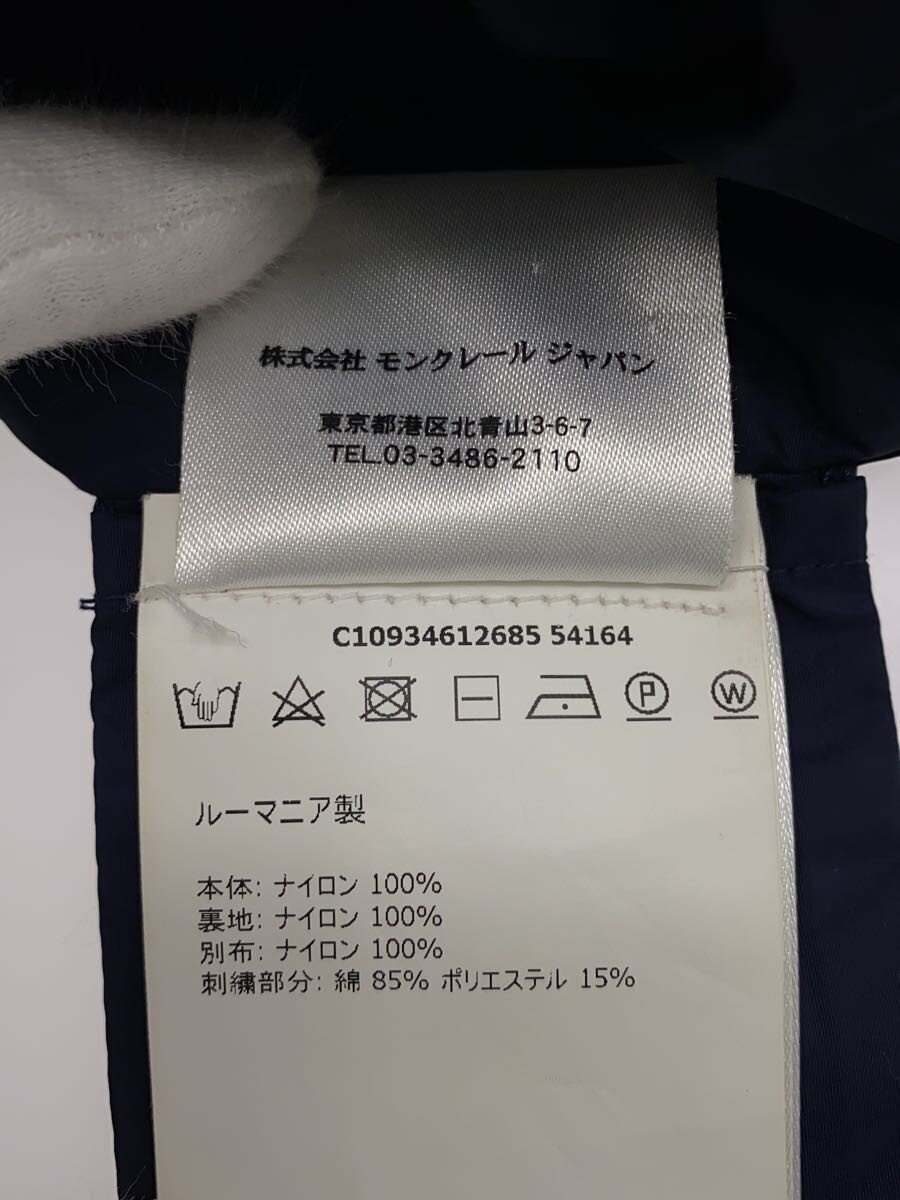 株式会社 モンクレール ジャパン
東京都港区北青山3-6-7
TEL.03-3486-2110
C10934612685 54164
P W
ルーマニア製
本体: ナイロン 100%
裏地: ナイロン 100%
別布: ナイロン 100%
刺繍部分: 綿 85% ポリエステル 15%